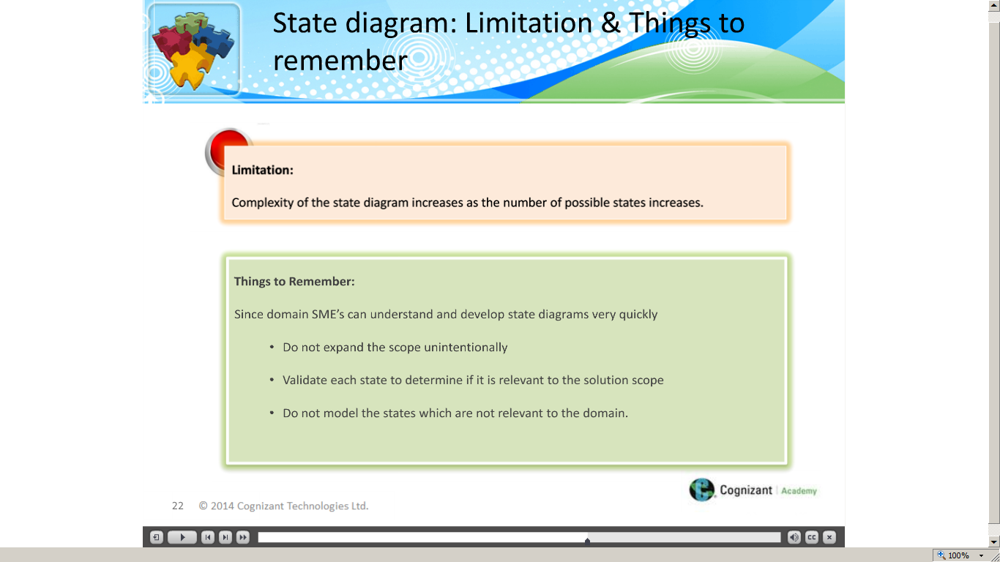 State diagram: Limitation & Things to
remember
Limitation:
Complexity of the state diagram increases as the number of possible states increases.
Things to Remember:
Since domain SME's can understand and develop state diagrams very quickly
• Do not expand the scope unintentionally
• Validate each state to determine if it is relevant to the solution scope
• Do not model the states which are not relevant to the domain.
Cognizant | Academy
22 © 2014 Cognizant Technologies Ltd.
CC
100%